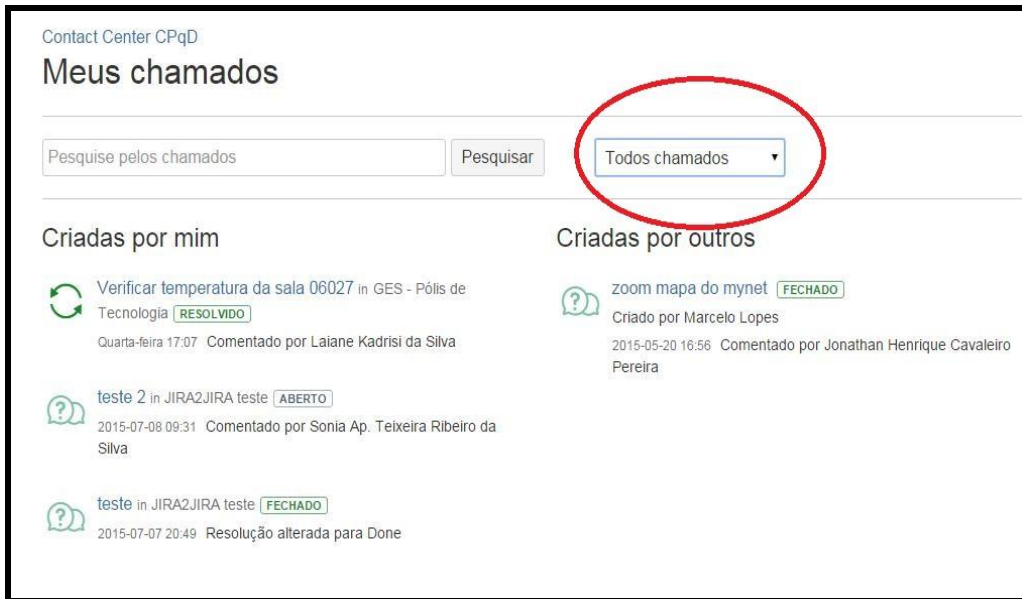 Contact Center CPqD
Meus chamados
Pesquise pelos chamados
Pesquisar
Todos chamados
Criadas por mim
Verificar temperatura da sala 06027 in GES - Pólis de
Tecnologia RESOLVIDO
Quarta-feira 17:07 Comentado por Laiane Kadrisi da Silva
teste 2 in JIRA2JIRA teste ABERTO
2015-07-08 09:31 Comentado por Sonia Ap. Teixeira Ribeiro da
Silva
teste in JIRA2JIRA teste FECHADO
2015-07-07 20:49 Resolução alterada para Done
Criadas por outros
zoom mapa do mynet FECHADO
Criado por Marcelo Lopes
2015-05-20 16:56 Comentado por Jonathan Henrique Cavaleiro
Pereira